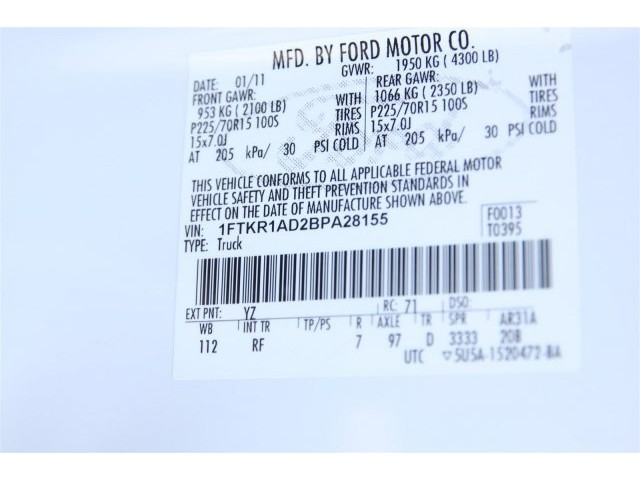 MFD. BY FORD MOTOR CO.
DATE: 01/11 GVWR: 1950 KG ( 4300 LB)
FRONT GAWR: REAR GAWR:
953 KG ( 2100 LB) WITH 1066 KG ( 2350 LB) WITH
P225/70R15 100S TIRES P225/70R15 100S TIRES
15x7.0J RIMS 15x7.0J RIMS
AT 205 kPa/ 30 PSI COLD AT 205 kPa/ 30 PSI COLD
THIS VEHICLE CONFORMS TO ALL APPLICABLE FEDERAL MOTOR
VEHICLE SAFETY AND THEFT PREVENTION STANDARDS IN
EFFECT ON THE DATE OF MANUFACTURE SHOWN ABOVE.
VIN: 1FTKR1AD2BPA28155 F0013
TYPE: Truck T0395
EXT PNT: YZ RC: 71 DSO:
WB INT TR TP/PS R AXLE TR SPR AR31A
112 RF 7 97 D 3333 208
UTC ▽5U5A-1520472-BA